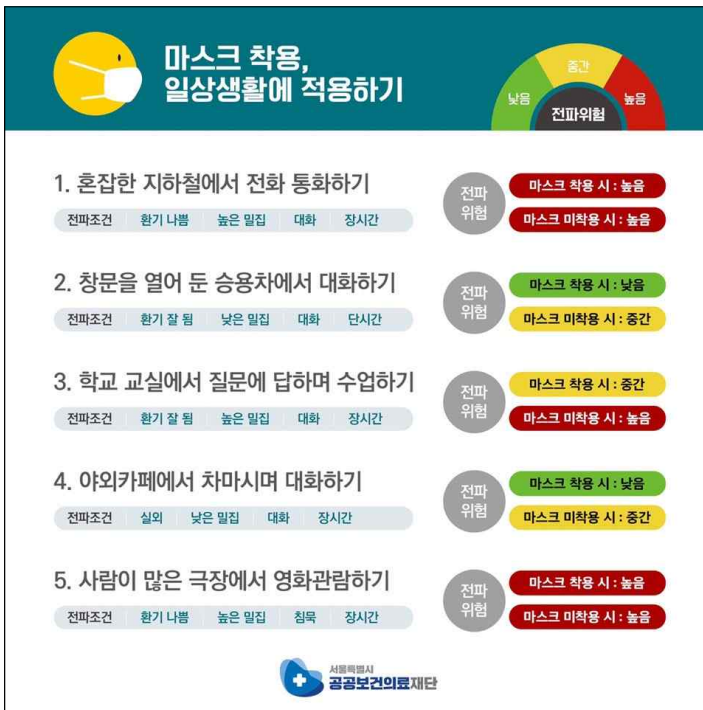 마스크 착용,
일상생활에 적용하기
낮음 중간 높음
전파위험
1. 혼잡한 지하철에서 전화 통화하기
전파조건 환기 나쁨 높은 밀집 대화 장시간
전파
위험
마스크 착용 시 : 높음
마스크 미착용 시 : 높음
2. 창문을 열어 둔 승용차에서 대화하기
전파조건 환기 잘 됨 낮은 밀집 대화 단시간
전파
위험
마스크 착용 시 : 낮음
마스크 미착용 시 : 중간
3. 학교 교실에서 질문에 답하며 수업하기
전파조건 환기 잘 됨 높은 밀집 대화 장시간
전파
위험
마스크 착용 시 : 중간
마스크 미착용 시 : 높음
4. 야외카페에서 차마시며 대화하기
전파조건 실외 낮은 밀집 대화 장시간
전파
위험
마스크 착용 시 : 낮음
마스크 미착용 시 : 중간
5. 사람이 많은 극장에서 영화관람하기
전파조건 환기 나쁨 높은 밀집 침묵 장시간
전파
위험
마스크 착용 시 : 높음
마스크 미착용 시 : 높음
서울특별시
공공보건의료재단